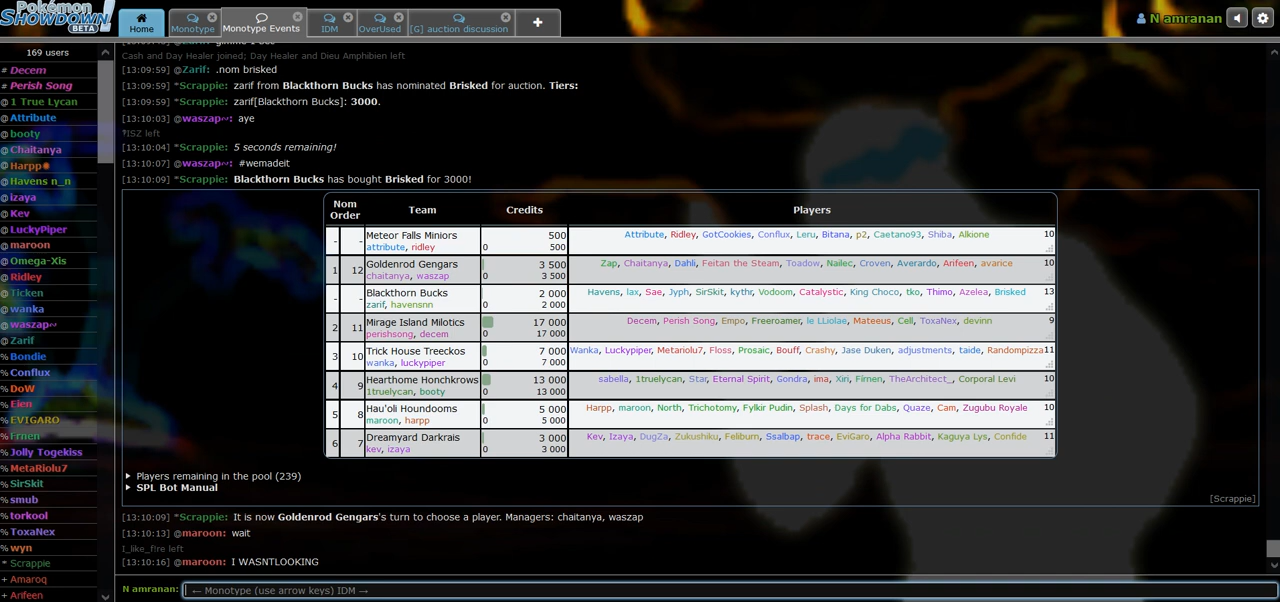 Pokémon
SHOWDOWN!
BETA
Home
Monotype
Monotype Events
IDM
OverUsed
[G] auction discussion
+
N amranan
169 users
# Decem
# Perish Song
@ 1 True Lycan
@ Attribute
@ booty
@ Chaitanya
@ Harpp✹
@ Havens n_n
@ izaya
@ Kev
@ LuckyPiper
@ maroon
@ Omega-Xis
@ Ridley
@ Ticken
@ wanka
@ waszap~
@ Zarif
% Bondie
% Conflux
% DoW
% Eien
% EVIGARO
% Frnen
% Jolly Togekiss
% MetaRiolu7
% SirSkit
% smub
% torkool
% ToxaNex
% wyn
* Scrappie
+ Amaroq
+ Arifeen
Cash and Day Healer joined; Day Healer and Dieu Amphibien left
[13:09:59] @Zarif: .nom brisked
[13:09:59] *Scrappie: zarif from Blackthorn Bucks has nominated Brisked for auction. Tiers:
[13:09:59] *Scrappie: zarif[Blackthorn Bucks]: 3000.
[13:10:03] @waszap~: aye
‽ISZ left
[13:10:04] *Scrappie: 5 seconds remaining!
[13:10:07] @waszap~: #wemadeit
[13:10:09] *Scrappie: Blackthorn Bucks has bought Brisked for 3000!
Nom Order Team Credits Players
- - Meteor Falls Miniors 500 Attribute, Ridley, GotCookies, Conflux, Leru, Bitana, p2, Caetano93, Shiba, Alkione 10
attribute, ridley 0 500
1 12 Goldenrod Gengars 3 500 Zap, Chaitanya, Dahli, Feitan the Steam, Toadow, Nailec, Croven, Averardo, Arifeen, avarice 10
chaitanya, waszap 0 3 500
- - Blackthorn Bucks 2 000 Havens, lax, Sae, Jyph, SirSkit, kythr, Vodoom, Catalystic, King Choco, tko, Thimo, Azelea, Brisked 13
zarif, havensnn 0 2 000
2 11 Mirage Island Milotics 17 000 Decem, Perish Song, Empo, Freeroamer, le LLiolae, Mateeus, Cell, ToxaNex, devinn 9
perishsong, decem 0 17 000
3 10 Trick House Treeckos 7 000 Wanka, Luckypiper, Metariolu7, Floss, Prosaic, Bouff, Crashy, Jase Duken, adjustments, taide, Randompizza 11
wanka, luckypiper 0 7 000
4 9 Hearthome Honchkrows 13 000 sabella, 1truelycan, Star, Eternal Spirit, Gondra, ima, Xiri, Firnen, TheArchitect_, Corporal Levi 10
1truelycan, booty 0 13 000
5 8 Hau'oli Houndooms 5 000 Harpp, maroon, North, Trichotomy, Fylkir Pudin, Splash, Days for Dabs, Quaze, Cam, Zugubu Royale 10
maroon, harpp 0 5 000
6 7 Dreamyard Darkrais 3 000 Kev, Izaya, DugZa, Zukushiku, Feliburn, Ssalbap, trace, EviGaro, Alpha Rabbit, Kaguya Lys, Confide 11
kev, izaya 0 3 000
Players remaining in the pool (239)
SPL Bot Manual
[Scrappie]
[13:10:09] *Scrappie: It is now Goldenrod Gengars's turn to choose a player. Managers: chaitanya, waszap
[13:10:13] @maroon: wait
I_like_f!re left
[13:10:16] @maroon: I WASNTLOOKING
N amranan: ← Monotype (use arrow keys) IDM →